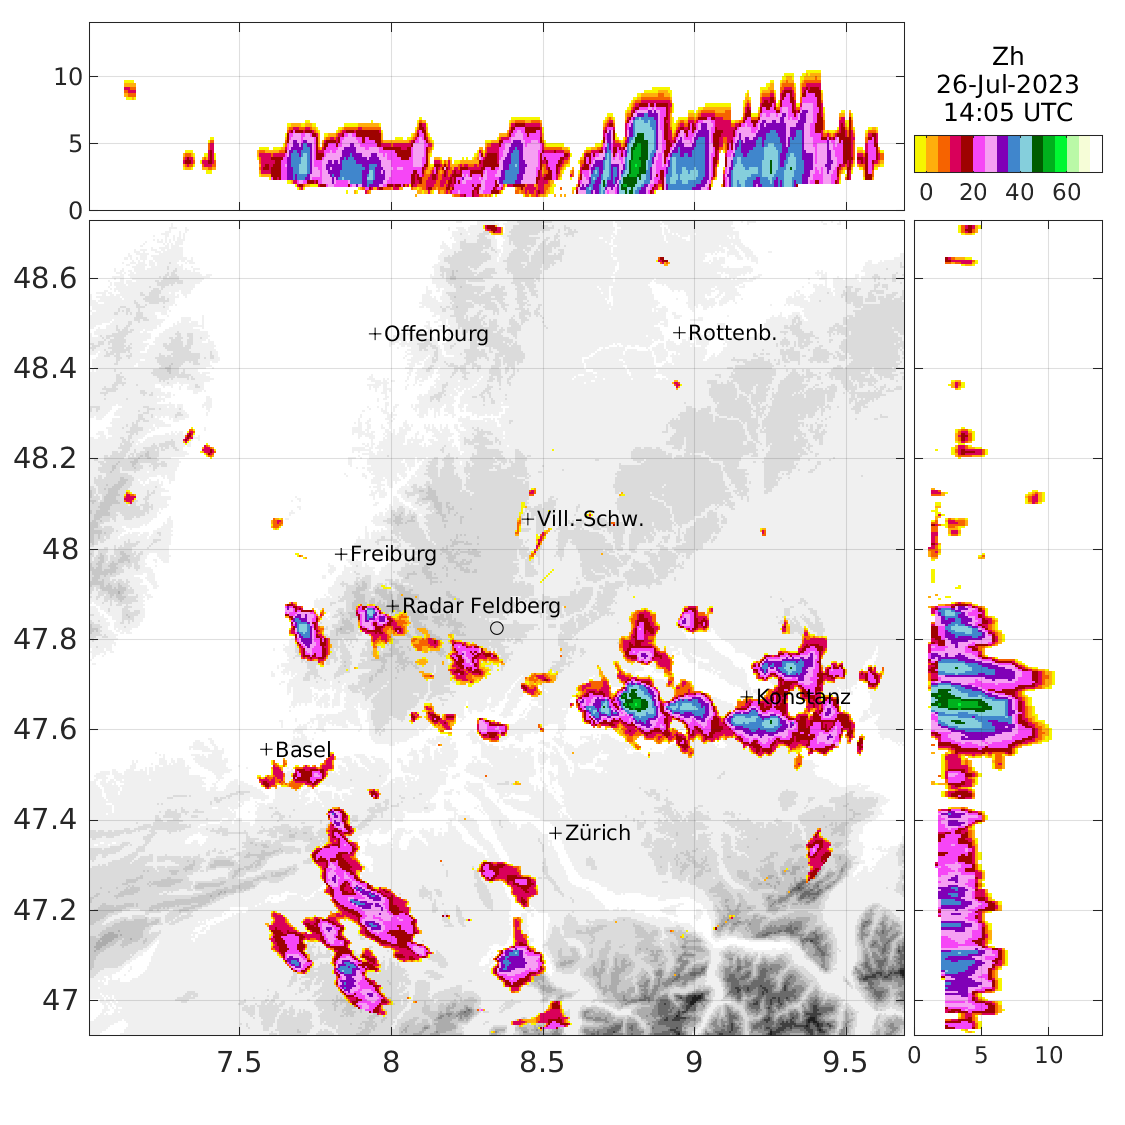 10
5
0
Zh
26-Jul-2023
14:05 UTC
0 20 40 60
48.6
48.4
48.2
48
47.8
47.6
47.4
47.2
47
+Offenburg
+Rottenb.
+Vill.-Schw.
+Freiburg
+Radar Feldberg
+Konstanz
+Basel
+Zürich
7.5 8 8.5 9 9.5
0 5 10